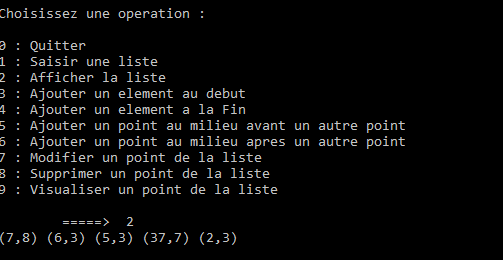 Choisissez une operation :
0 : Quitter
1 : Saisir une liste
2 : Afficher la liste
3 : Ajouter un element au debut
4 : Ajouter un element a la Fin
5 : Ajouter un point au milieu avant un autre point
6 : Ajouter un point au milieu apres un autre point
7 : Modifier un point de la liste
8 : Supprimer un point de la liste
9 : Visualiser un point de la liste
=====> 2
(7,8) (6,3) (5,3) (37,7) (2,3)